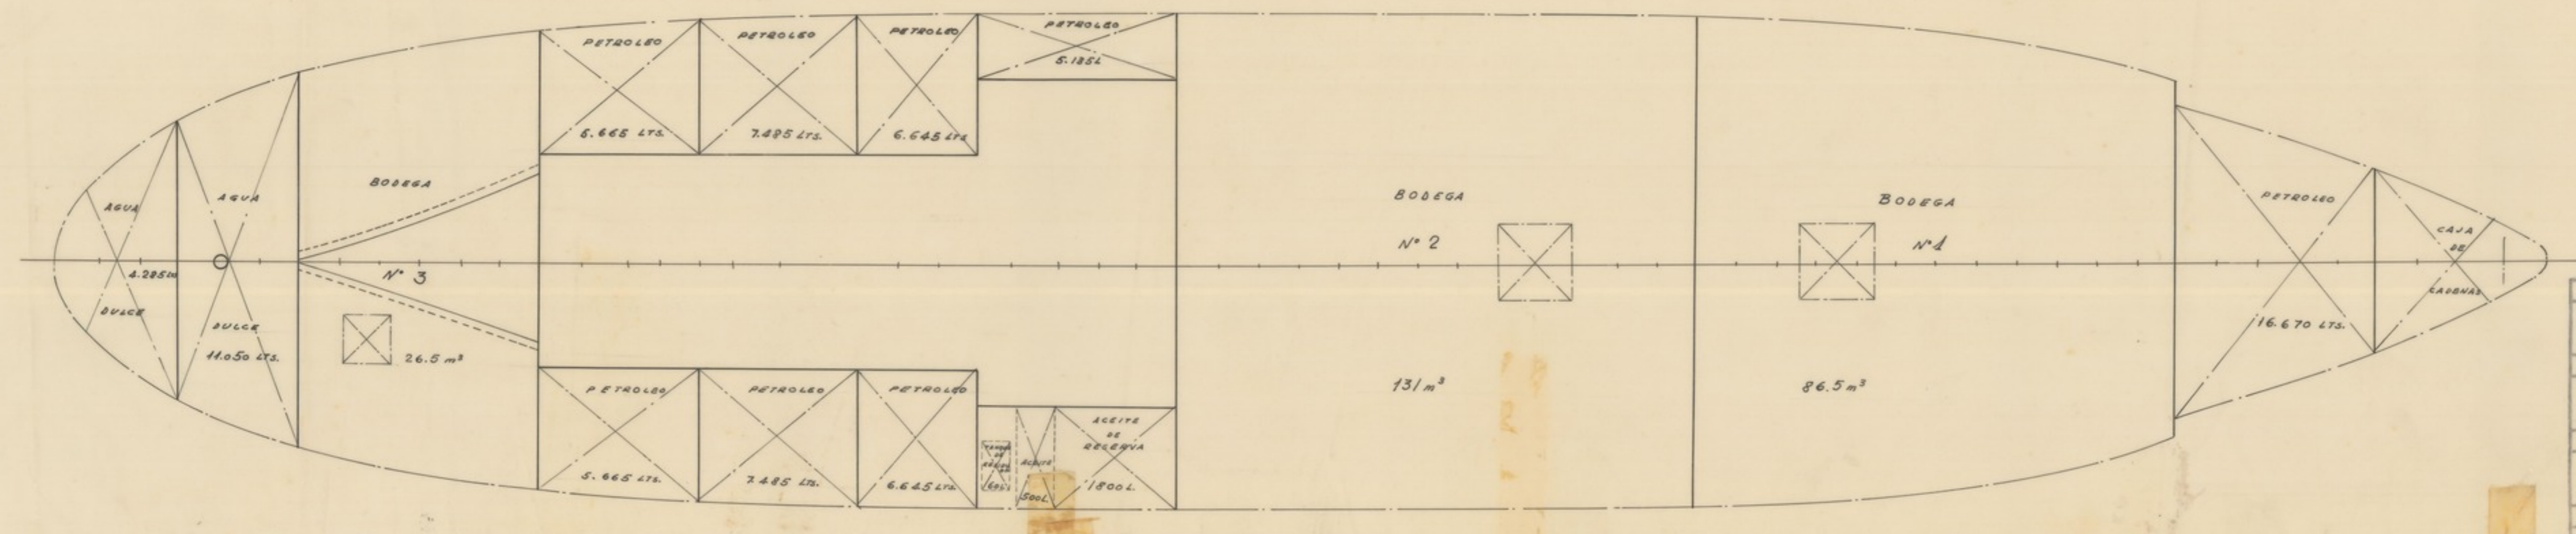 AGUA
4.285 Lts
DULCE
AGUA
DULCE
11.050 LTS.
BODEGA
Nº 3
26.5 m³
PETROLEO
5.665 LTS.
PETROLEO
7.485 LTS.
PETROLEO
6.645 LTS
PETROLEO
5.185L
PETROLEO
5.665 LTS.
PETROLEO
7.485 LTS.
PETROLEO
6.645 LTS
DE
60L
ACEITE
500L
ACEITE
DE
RESERVA
1800L
BODEGA
Nº 2
131 m³
BODEGA
Nº 1
86.5 m³
PETROLEO
16.670 LTS.
CAJA
DE
CADENAS